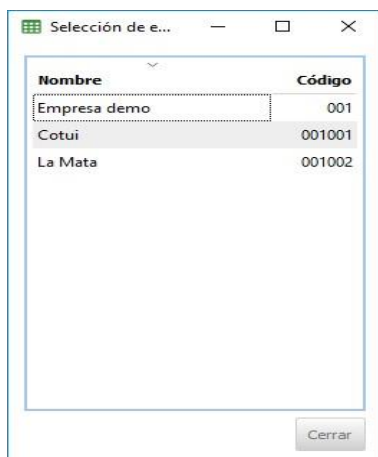 Selección de e...
Nombre Código
Empresa demo 001
Cotui 001001
La Mata 001002
Cerrar